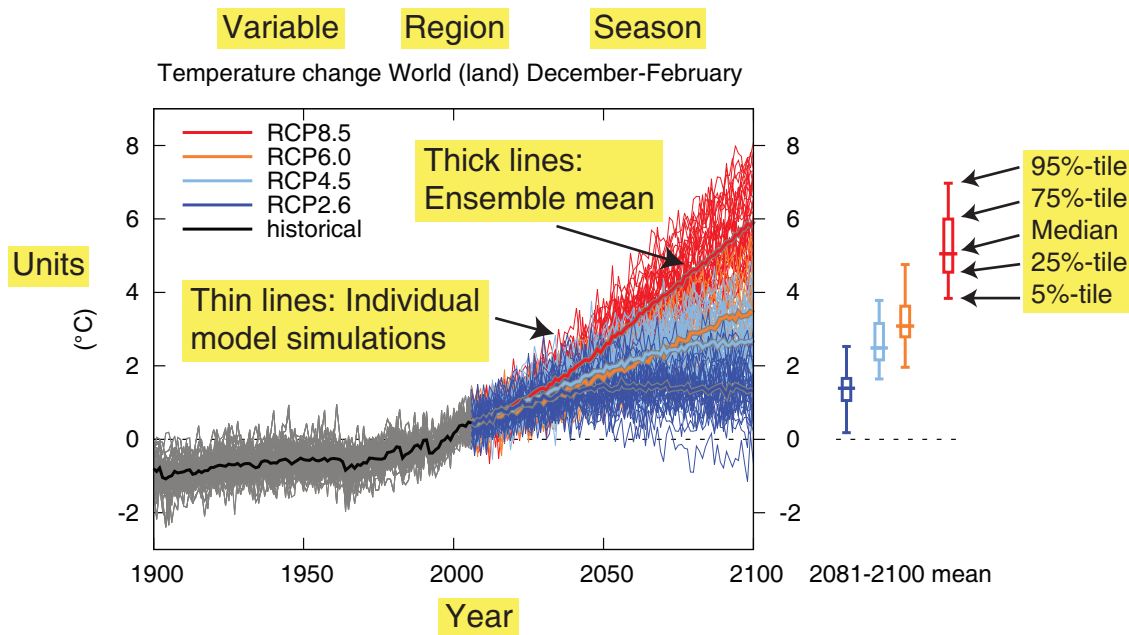 Variable Region Season
Temperature change World (land) December-February
RCP8.5
RCP6.0
RCP4.5
RCP2.6
historical
Thick lines:
Ensemble mean
Thin lines: Individual
model simulations
Units
(°C)
8
6
4
2
0
-2
8
6
4
2
0
-2
95%-tile
75%-tile
Median
25%-tile
5%-tile
1900 1950 2000 2050 2100 2081-2100 mean
Year